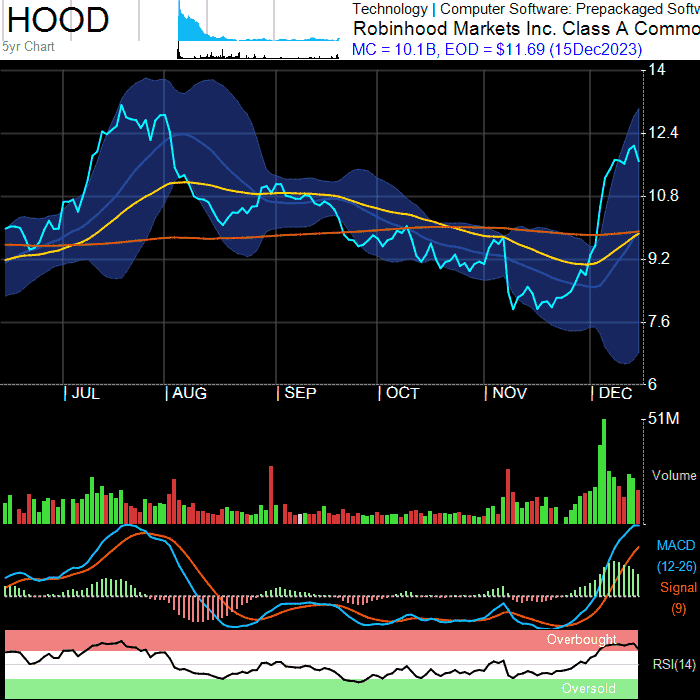 HOOD
5yr Chart
Technology | Computer Software: Prepackaged Softw
Robinhood Markets Inc. Class A Commo
MC = 10.1B, EOD = $11.69 (15Dec2023)
14
12.4
10.8
9.2
7.6
6
JUL AUG SEP OCT NOV DEC
51M
Volume
MACD
(12-26)
Signal
(9)
Overbought
RSI(14)
Oversold